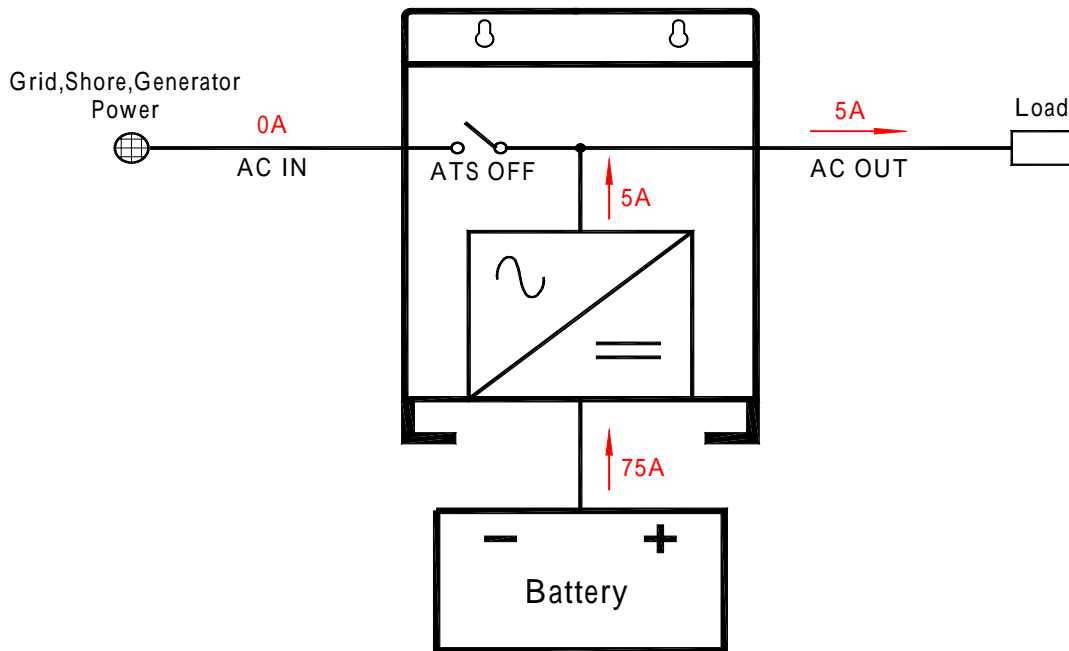 Grid,Shore,Generator
Power
0A
AC IN
ATS OFF
5A
AC OUT
Load
5A
75A
Battery